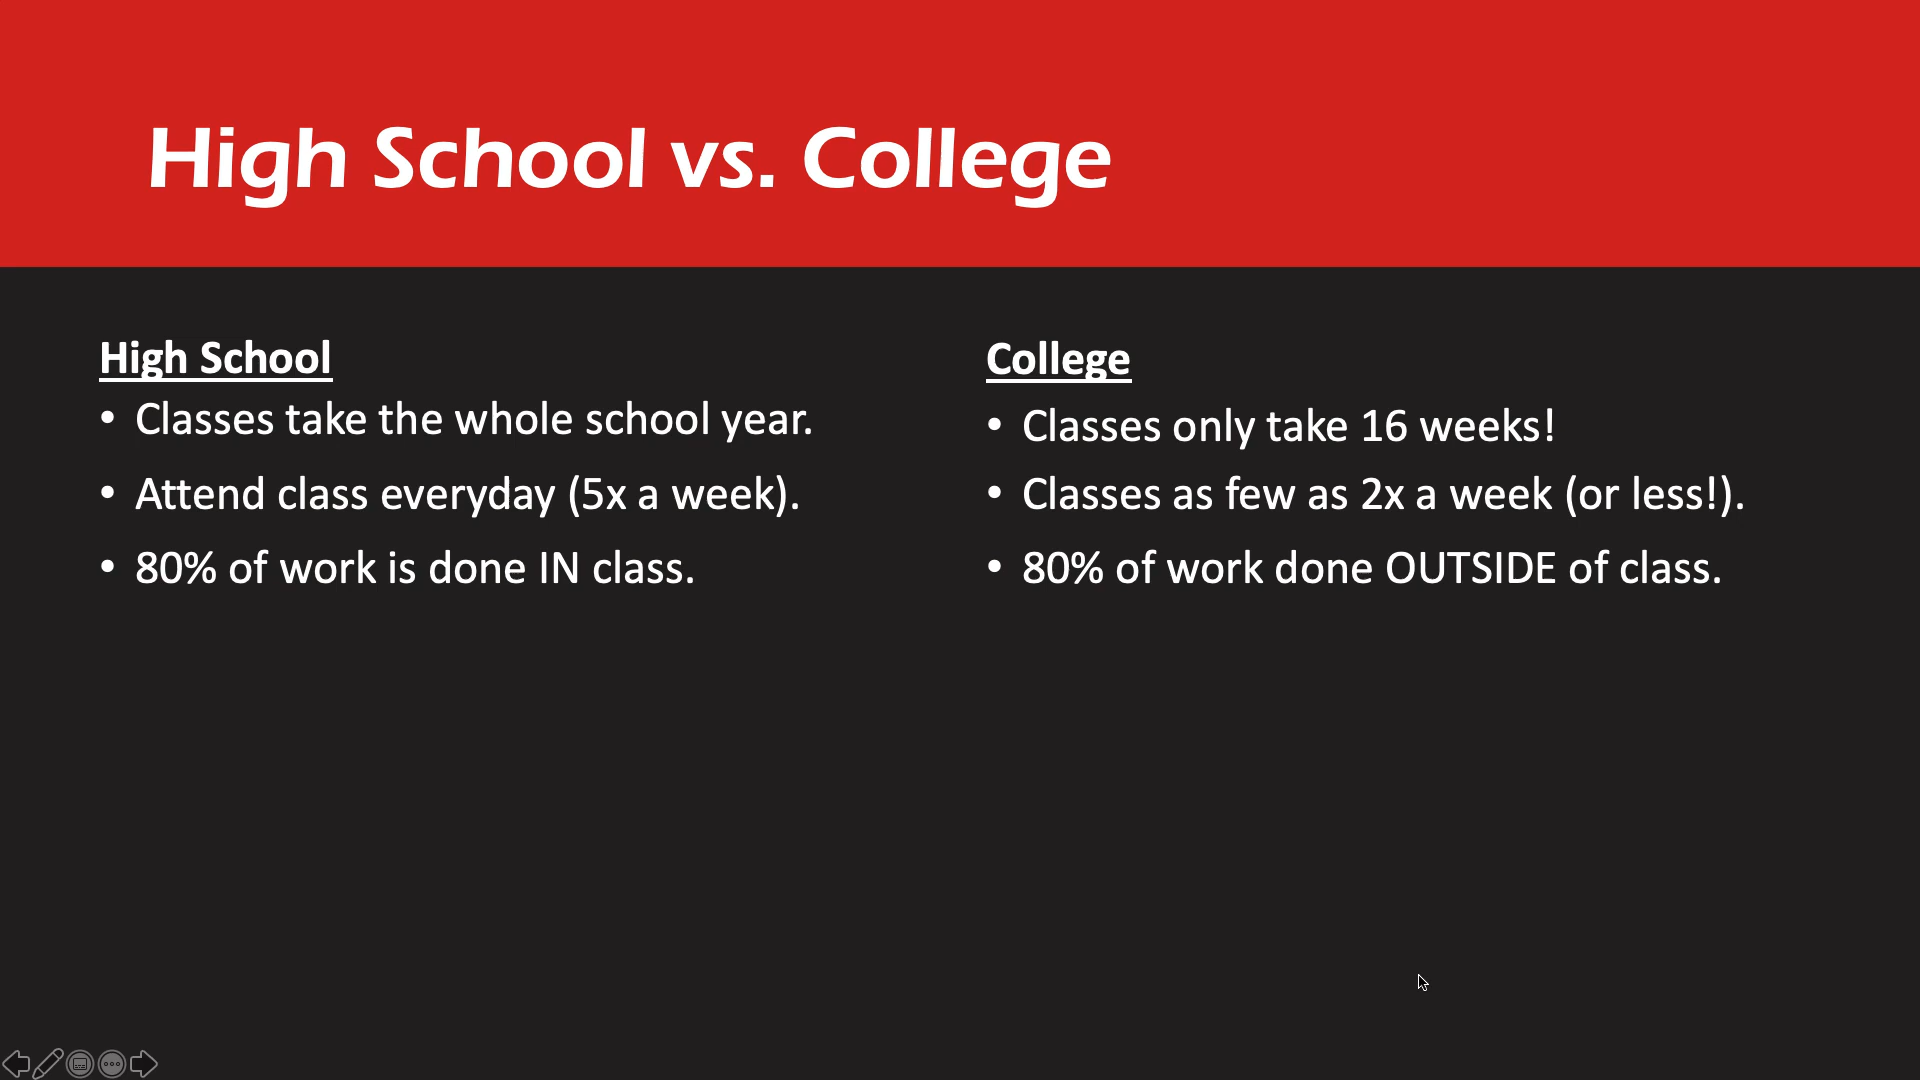 High School vs. College
High School
• Classes take the whole school year.
• Attend class everyday (5x a week).
• 80% of work is done IN class.
College
• Classes only take 16 weeks!
• Classes as few as 2x a week (or less!).
• 80% of work done OUTSIDE of class.